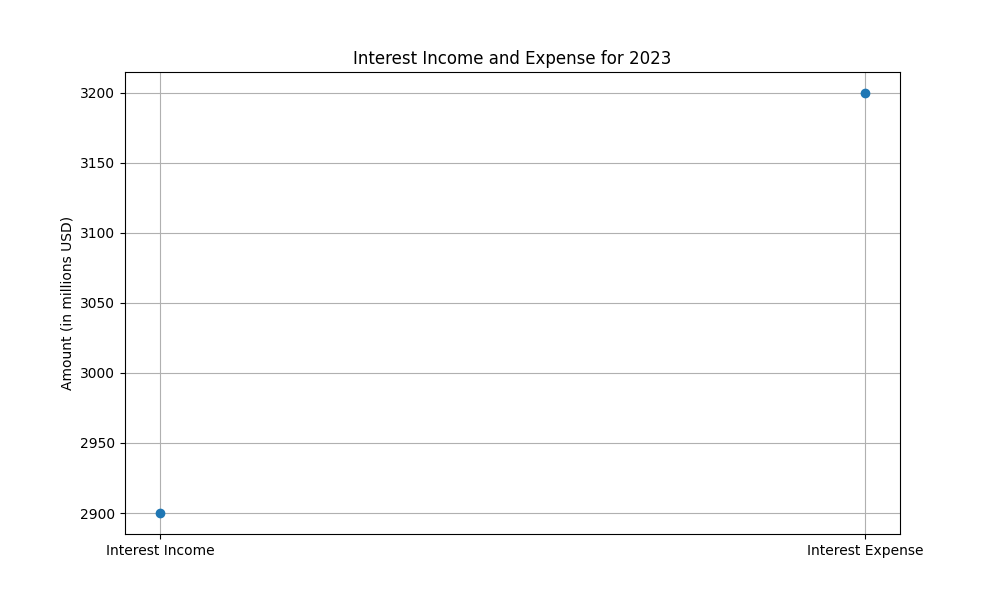 Interest Income and Expense for 2023
Amount (in millions USD)
3200
3150
3100
3050
3000
2950
2900
Interest Income
Interest Expense